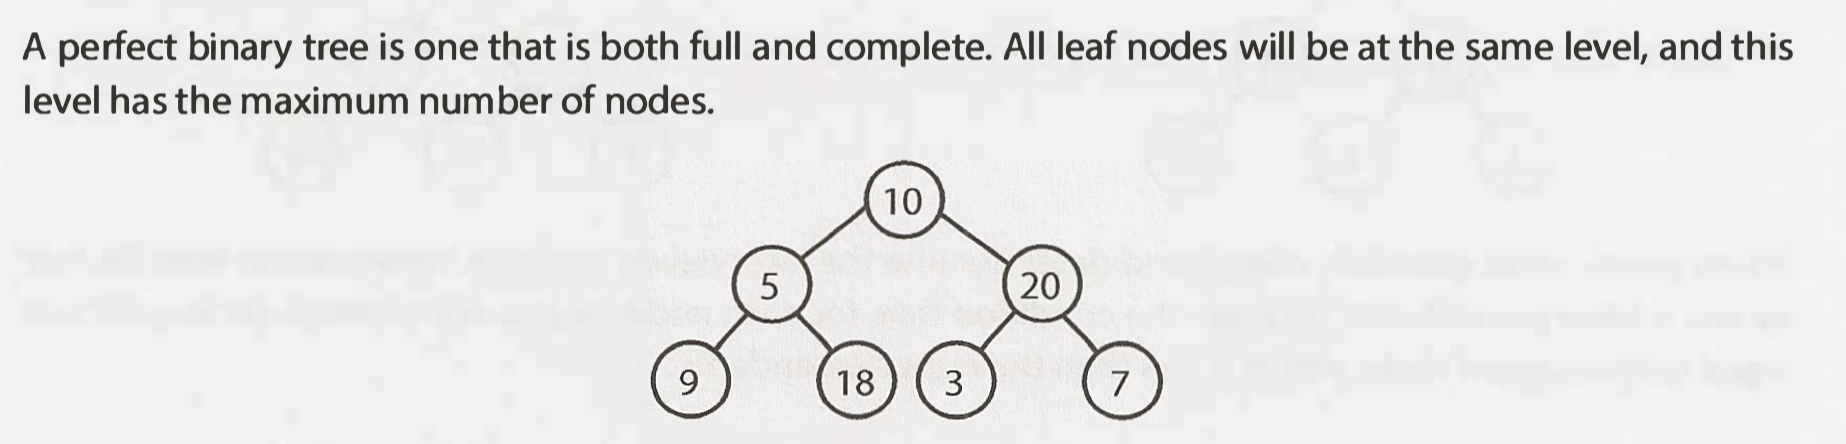 A perfect binary tree is one that is both full and complete. All leaf nodes will be at the same level, and this
level has the maximum number of nodes.
10
5 20
9 18 3 7